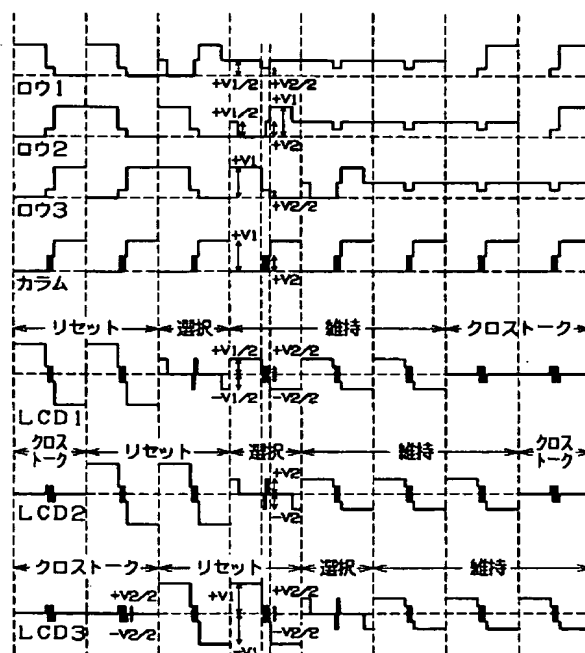 +V1/2
+V2/2
ロウ1
+V1/2
+V1
+V2
ロウ2
+V1
+V2/2
ロウ3
+V1
+V2
カラム
リセット 選択 維持 クロストーク
+V1/2
+V2/2
-V1/2
-V2/2
LCD1
クロストーク リセット 選択 維持 クロストーク
+V2
-V2
LCD2
クロストーク リセット 選択 維持
+V2/2
+V1
+V2/2
-V2/2
-V1
-V2/2
LCD3